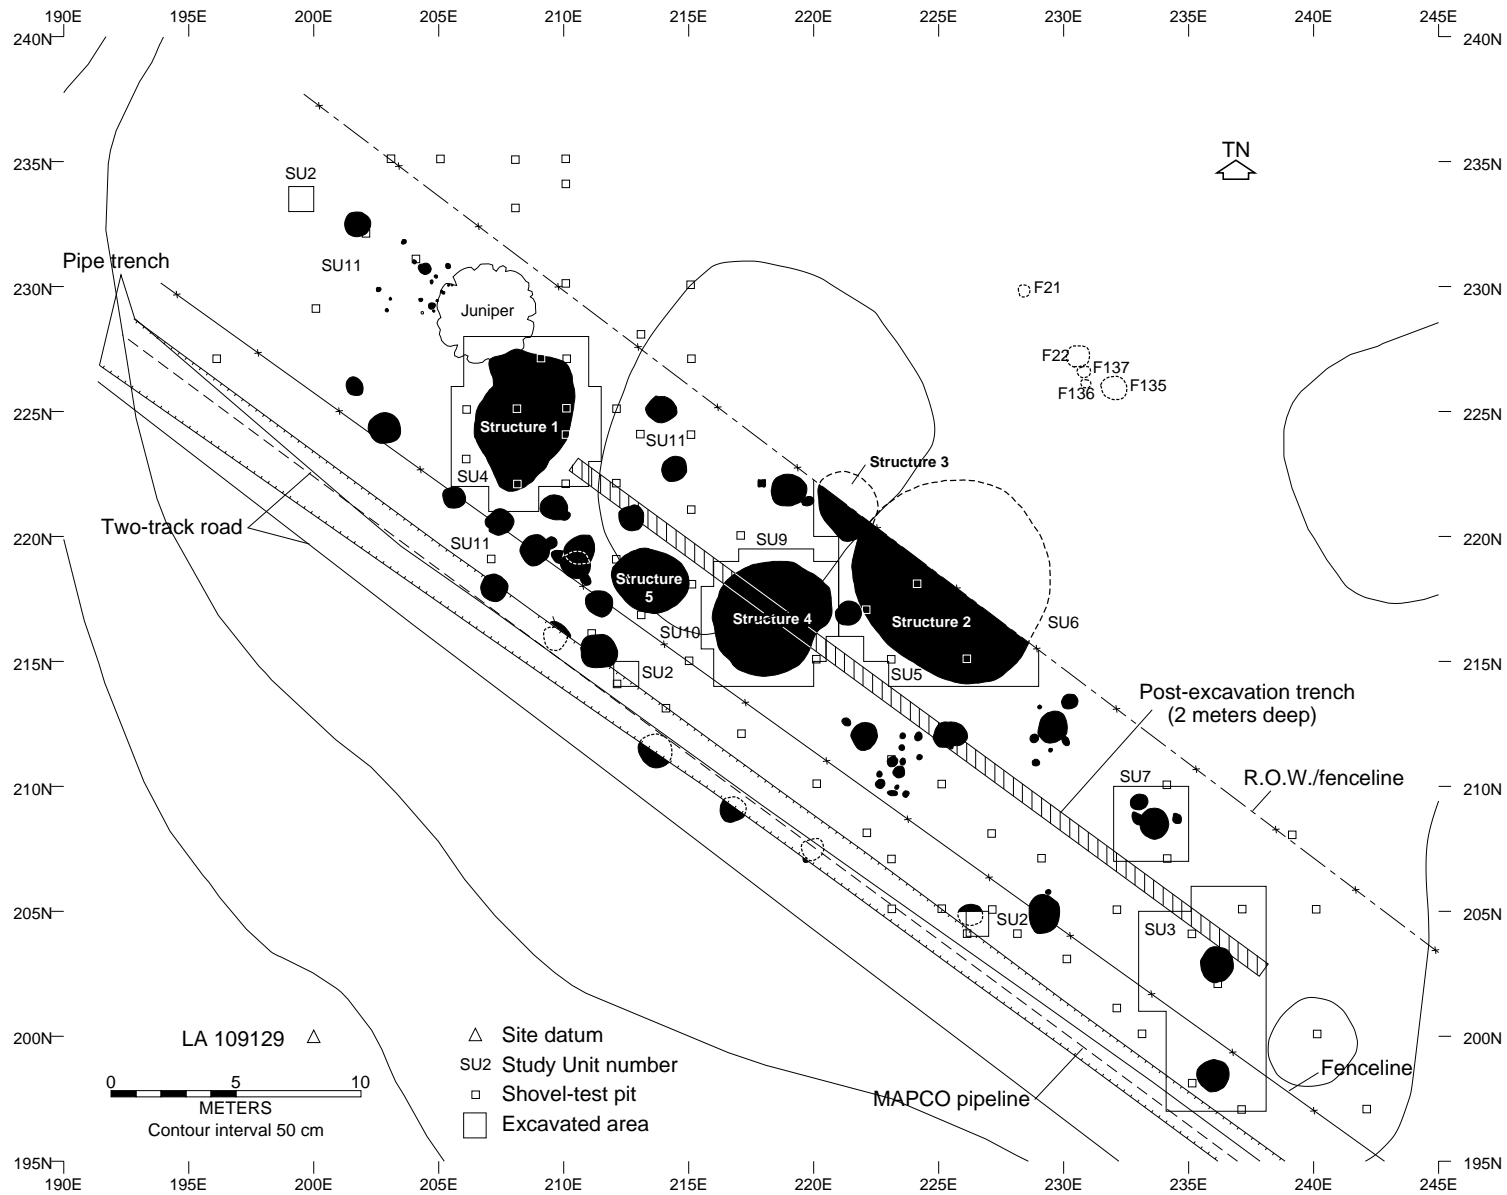 190E 195E 200E 205E 210E 215E 220E 225E 230E 235E 240E 245E
240N 240N
235N 235N
TN
SU2
Pipe trench
SU11
230N 230N
Juniper
F21
F22
F137
F136 F135
225N 225N
Structure 1
SU11
Structure 3
SU4
Two-track road
220N 220N
SU11
SU9
Structure
5
Structure 4
Structure 2
SU6
SU10
215N 215N
SU2
SU5
Post-excavation trench
(2 meters deep)
SU7
R.O.W./fenceline
210N 210N
205N 205N
SU2
SU3
200N 200N
LA 109129
Site datum
SU2 Study Unit number
Shovel-test pit
Excavated area
0 5 10
METERS
Contour interval 50 cm
MAPCO pipeline
Fenceline
195N 195N
190E 195E 200E 205E 210E 215E 220E 225E 230E 235E 240E 245E